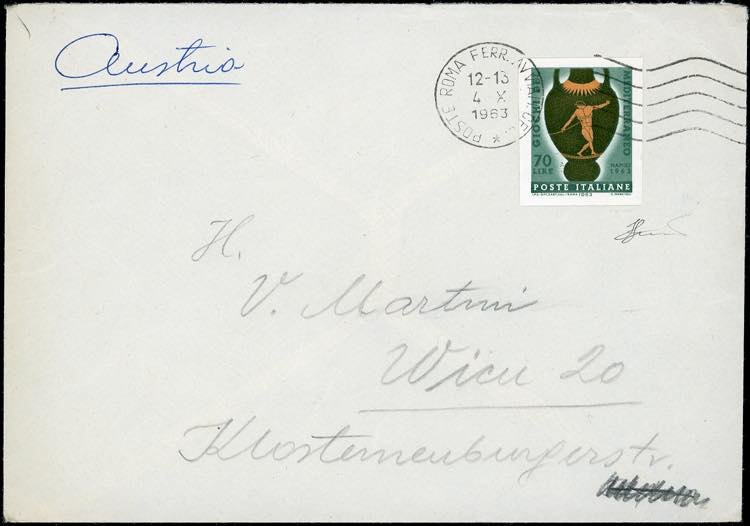 Austria
POSTE ROMA FERR. *
12-13
4 X
1963
GIOCHI DEL
MEDITERRANEO
70
LIRE
NAPOLI
1963
POSTE ITALIANE
1963
H.
V. Martini
Wien 20
Klosterneuburgerstr.